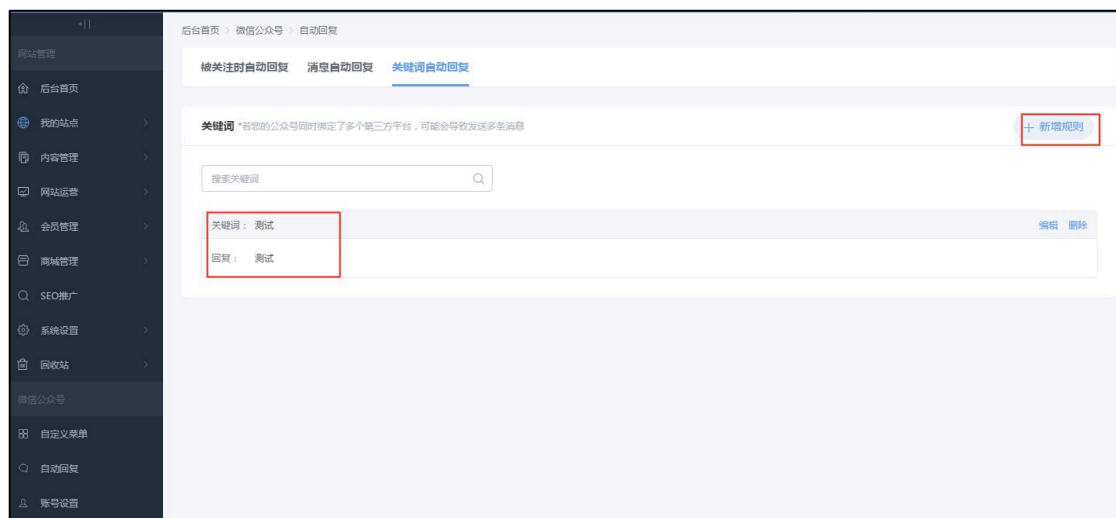 网站管理
后台首页
我的站点
内容管理
网站运营
会员管理
商城管理
SEO推广
系统设置
回收站
微信公众号
自定义菜单
自动回复
账号设置
后台首页 > 微信公众号 > 自动回复
被关注时自动回复 消息自动回复 关键词自动回复
关键词 *若您的公众号同时绑定了多个第三方平台，可能会导致发送多条消息
+ 新增规则
搜索关键词
关键词： 测试
编辑 删除
回复： 测试